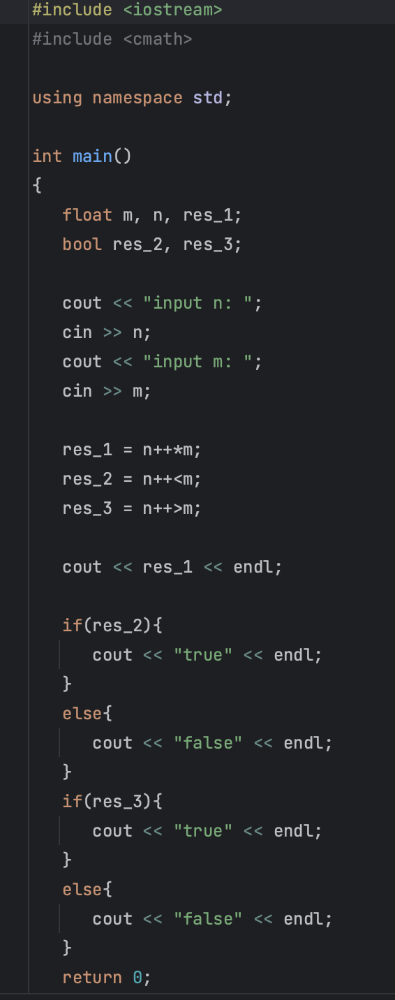 #include <iostream>
#include <cmath>
using namespace std;
int main()
{
float m, n, res_1;
bool res_2, res_3;
cout << "input n: ";
cin >> n;
cout << "input m: ";
cin >> m;
res_1 = n++*m;
res_2 = n++<m;
res_3 = n++>m;
cout << res_1 << endl;
if(res_2){
cout << "true" << endl;
}
else{
cout << "false" << endl;
}
if(res_3){
cout << "true" << endl;
}
else{
cout << "false" << endl;
}
return 0;